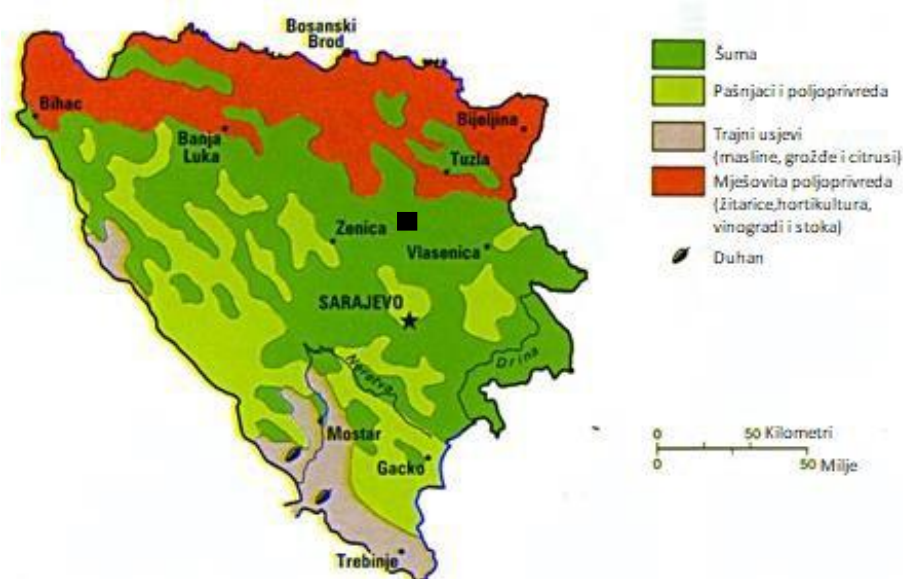 Bosanski
Brod
Bihac
Banja
Luka
Bijeljina
Tuzla
Zenica
Vlasenica
SARAJEVO
Neretva
Drina
Mostar
Gacko
Trebinje
Šuma
Pašnjaci i poljoprivreda
Trajni usjevi
(masline, grožđe i citrusi)
Mješovita poljoprivreda
(žitarice,hortikultura,
vinogradi i stoka)
Duhan
0 50 Kilometri
0 50 Milje